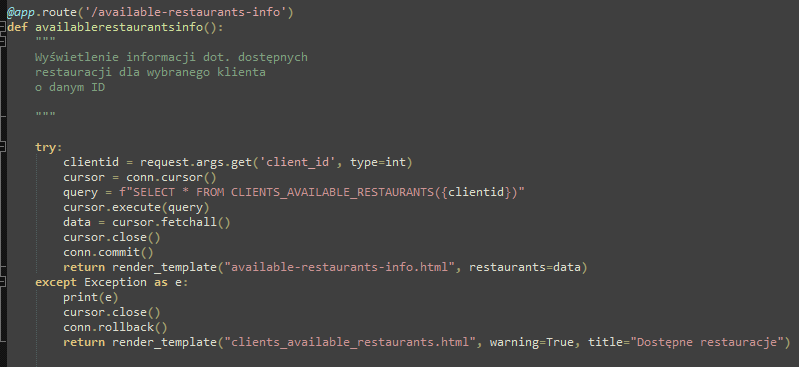 @app.route('/available-restaurants-info')
def availablerestaurantsinfo():
    """
    Wyświetlenie informacji dot. dostępnych
    restauracji dla wybranego klienta
    o danym ID

    """

    try:
        clientid = request.args.get('client_id', type=int)
        cursor = conn.cursor()
        query = f"SELECT * FROM CLIENTS_AVAILABLE_RESTAURANTS({clientid})"
        cursor.execute(query)
        data = cursor.fetchall()
        cursor.close()
        conn.commit()
        return render_template("available-restaurants-info.html", restaurants=data)
    except Exception as e:
        print(e)
        cursor.close()
        conn.rollback()
        return render_template("clients_available_restaurants.html", warning=True, title="Dostępne restauracje")